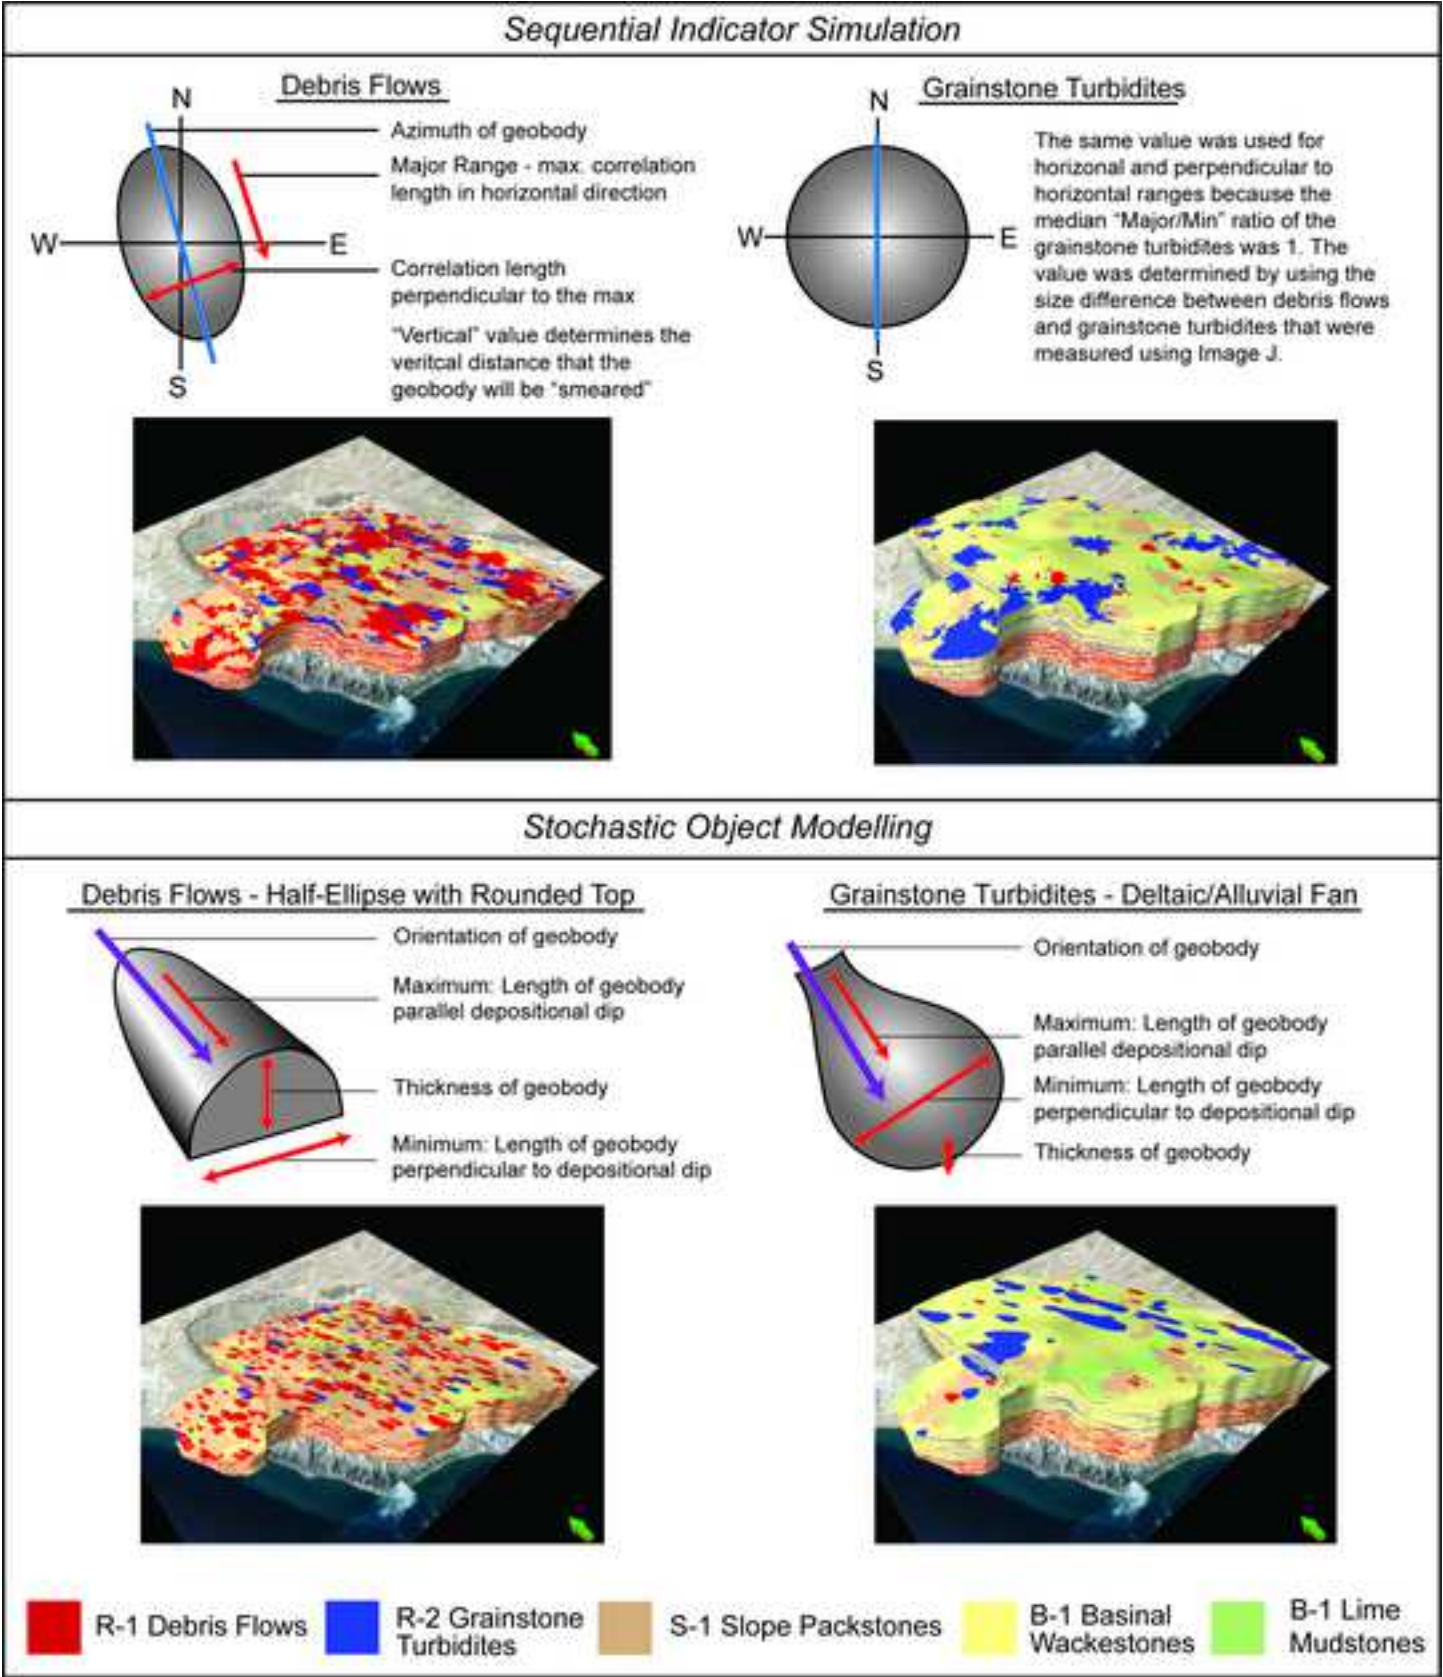 Sequential Indicator Simulation
Debris Flows
N
Azimuth of geobody
Major Range - max. correlation
length in horizontal direction
W
E
Correlation length
perpendicular to the max
"Vertical" value determines the
veritcal distance that the
geobody will be "smeared"
S
Grainstone Turbidites
N
The same value was used for
horizonal and perpendicular to
horizontal ranges because the
median "Major/Min" ratio of the
grainstone turbidites was 1. The
value was determined by using the
size difference between debris flows
and grainstone turbidites that were
measured using Image J.
W
E
S
Stochastic Object Modelling
Debris Flows - Half-Ellipse with Rounded Top
Orientation of geobody
Maximum: Length of geobody
parallel depositional dip
Thickness of geobody
Minimum: Length of geobody
perpendicular to depositional dip
Grainstone Turbidites - Deltaic/Alluvial Fan
Orientation of geobody
Maximum: Length of geobody
parallel depositional dip
Minimum: Length of geobody
perpendicular to depositional dip
Thickness of geobody
R-1 Debris Flows
R-2 Grainstone
Turbidites
S-1 Slope Packstones
B-1 Basinal
Wackestones
B-1 Lime
Mudstones